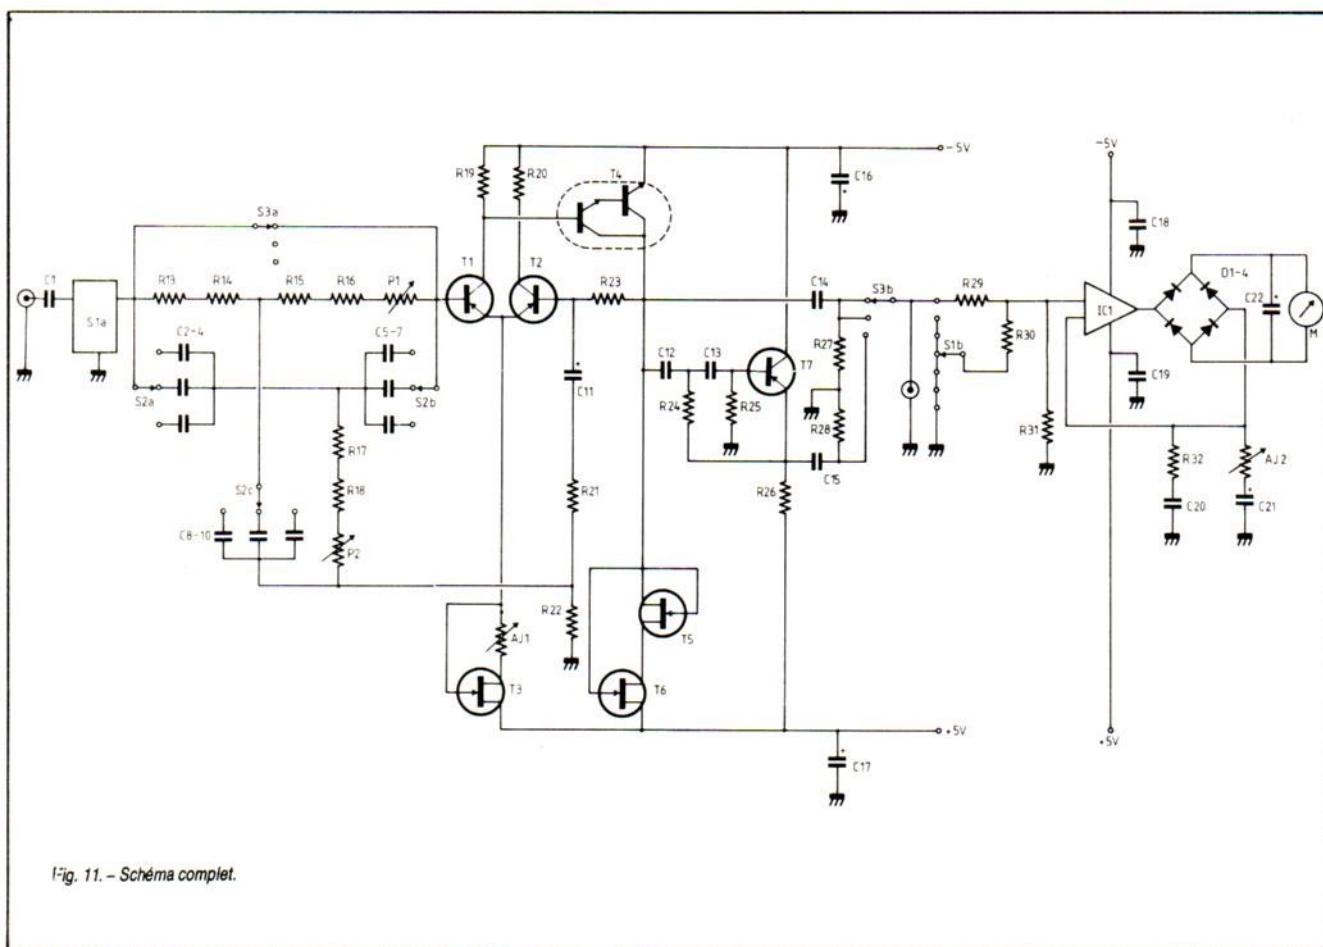 -5V
R19
R20
T4
C16
-5V
C18
S3a
C1
S1a
R13
R14
R15
R16
P1
T1
T2
R23
C14
S3b
R29
D1-4
IC1
C22
M
C2-4
C5-7
S2a
S2b
C12
C13
C11
T7
R27
S1b
R30
C19
R24
R25
R17
R28
R31
S2c
R18
R21
R26
C15
R32
AJ2
C8-10
P2
C20
C21
R22
AJ1
T5
T3
T6
+5V
+5V
C17
Fig. 11. – Schéma complet.